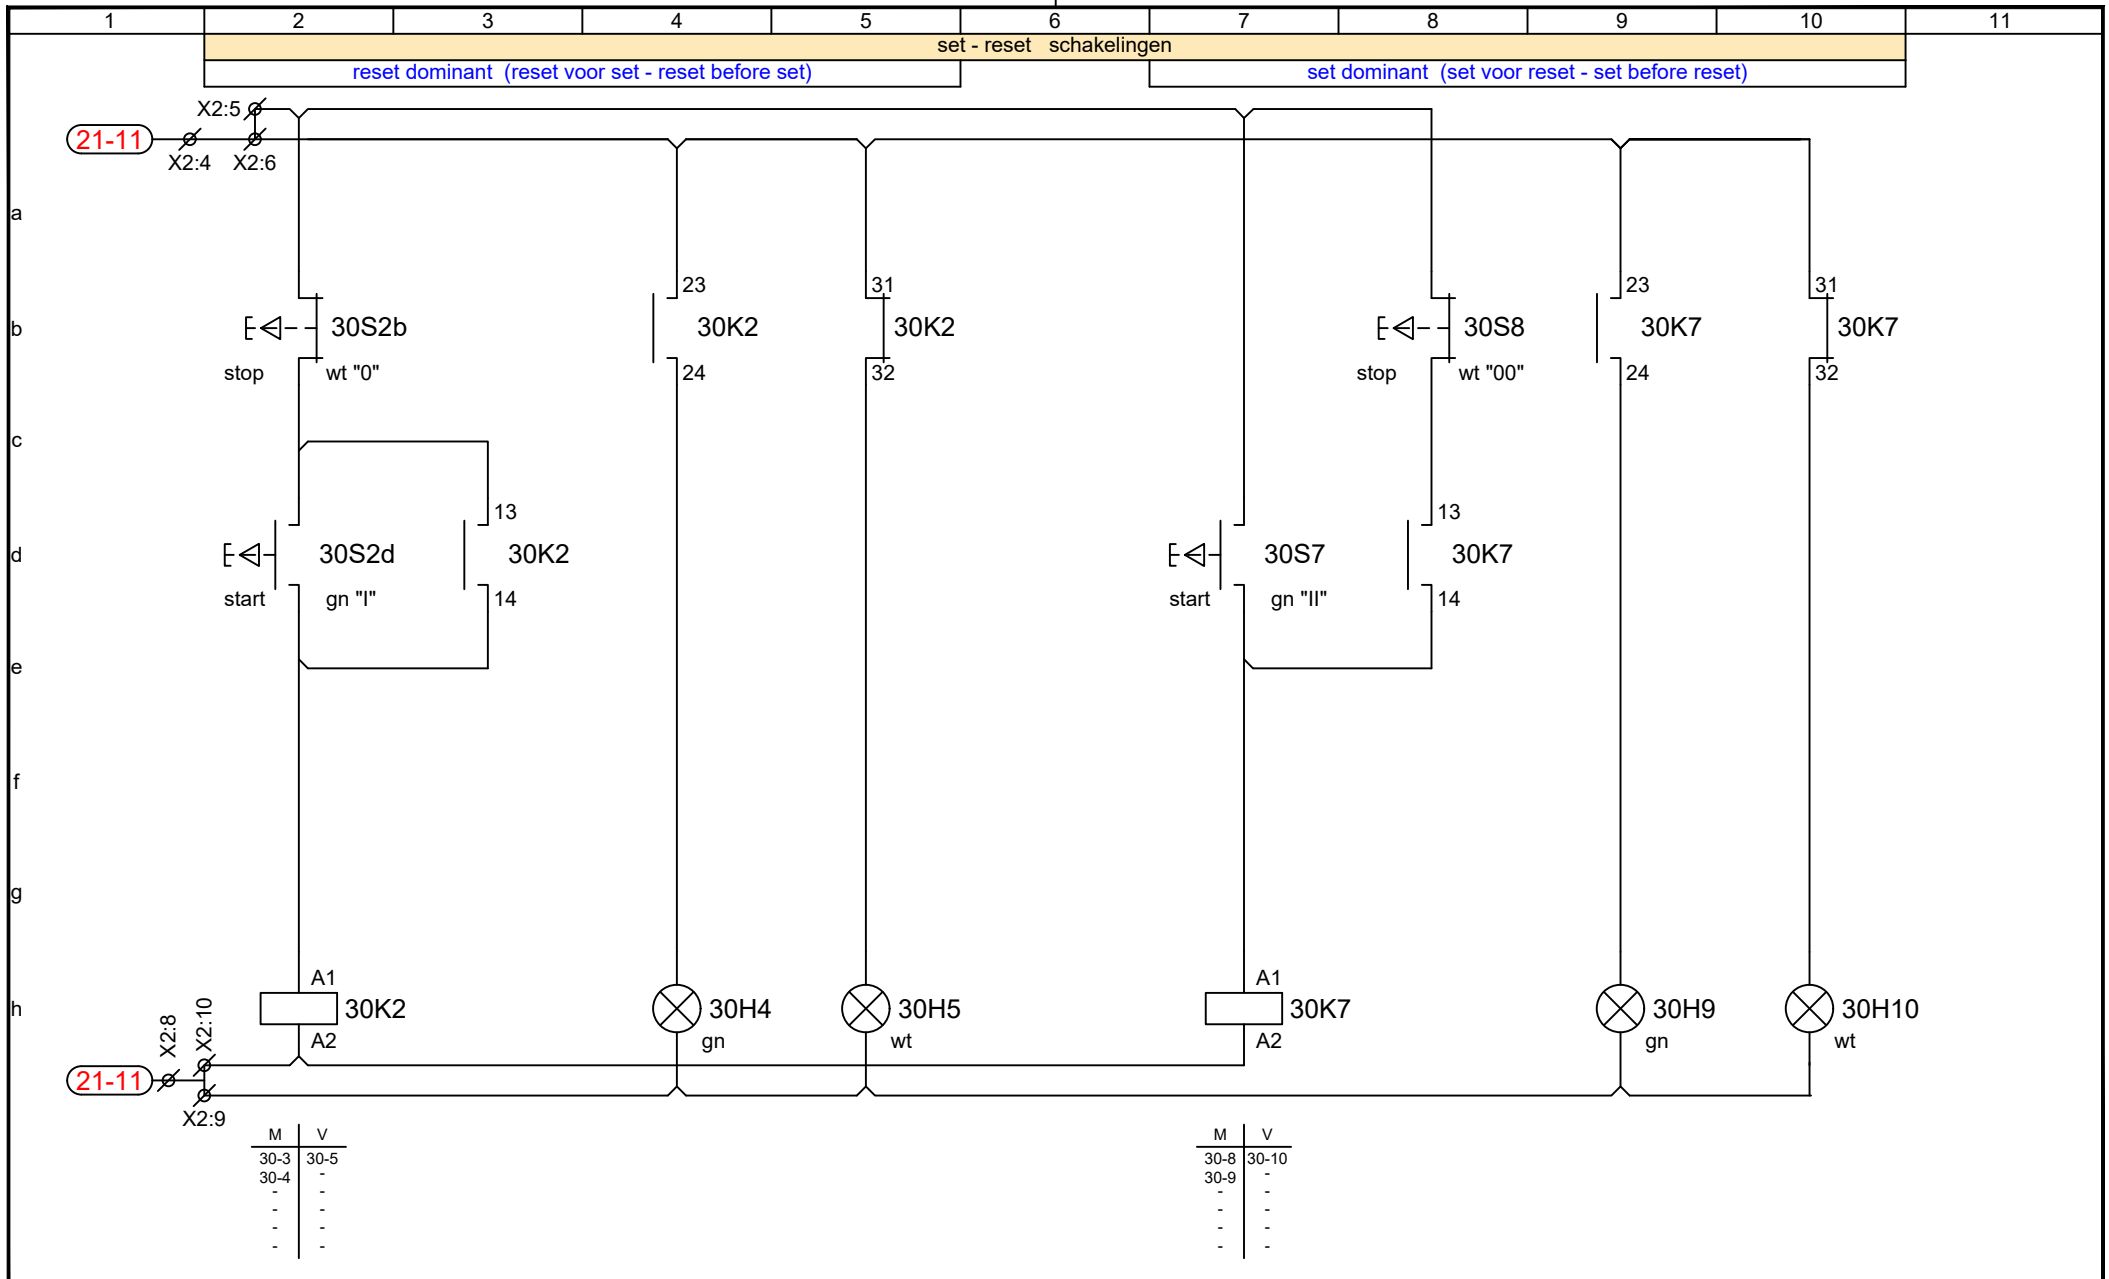 1 2 3 4 5 6 7 8 9 10 11
set - reset schakelingen
reset dominant (reset voor set - reset before set)
set dominant (set voor reset - set before reset)
X2:5
21-11
X2:4
X2:6
a
23
31
23
31
b
30S2b
30K2
30K2
30S8
30K7
30K7
stop
wt "0"
24
32
stop
wt "00"
24
32
c
13
13
d
30S2d
30K2
30S7
30K7
start
gn "I"
14
start
gn "II"
14
e
f
g
A1
A1
h
X2:8
X2:10
30K2
30H4
30H5
30K7
30H9
30H10
A2
gn
wt
A2
gn
wt
21-11
X2:9
M V
30-3 30-5
30-4 -
- -
- -
- -
- -
M V
30-8 30-10
30-9 -
- -
- -
- -
- -